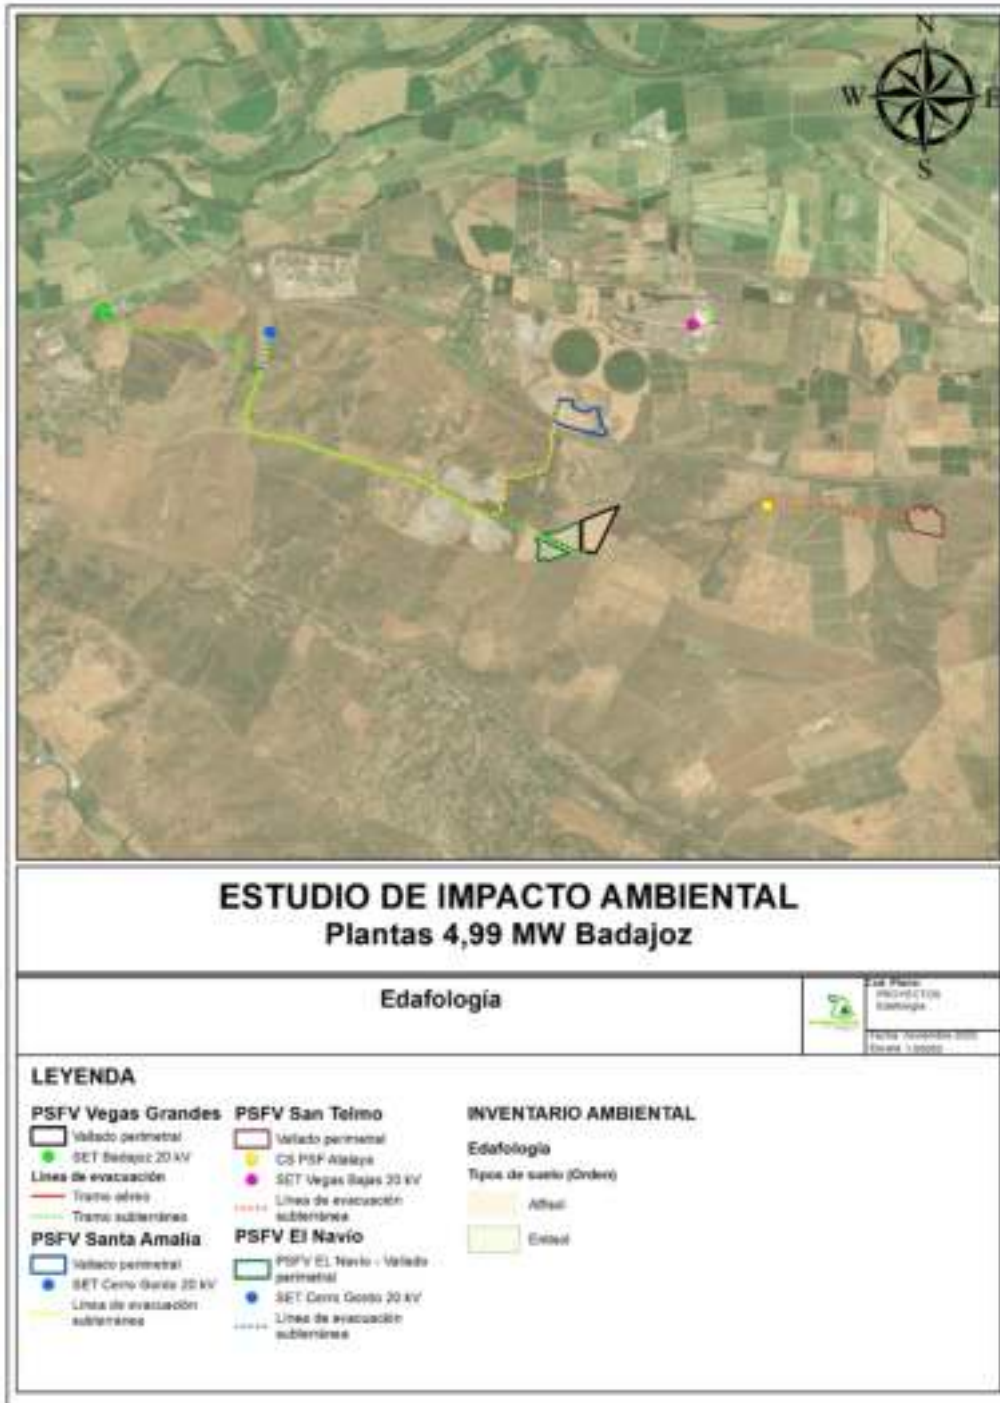 N
W
E
S
ESTUDIO DE IMPACTO AMBIENTAL
Plantas 4,99 MW Badajoz
Edafología
PROYECTOS
Edafología
LEYENDA
PSFV Vegas Grandes
Vallado perimetral
SET Badajoz 20 kV
Línea de evacuación
Tramo aéreo
Tramo subterráneo
PSFV Santa Amalia
Vallado perimetral
SET Cerro Gordo 20 kV
Línea de evacuación
subterránea
PSFV San Telmo
Vallado perimetral
CS PSF Atalaya
SET Vegas Bajas 20 kV
Línea de evacuación
subterránea
PSFV El Navío
PSFV EL Navío - Vallado
perimetral
SET Cerro Gordo 20 kV
Línea de evacuación
subterránea
INVENTARIO AMBIENTAL
Edafología
Tipos de suelo (Orden)
Alfisol
Entisol